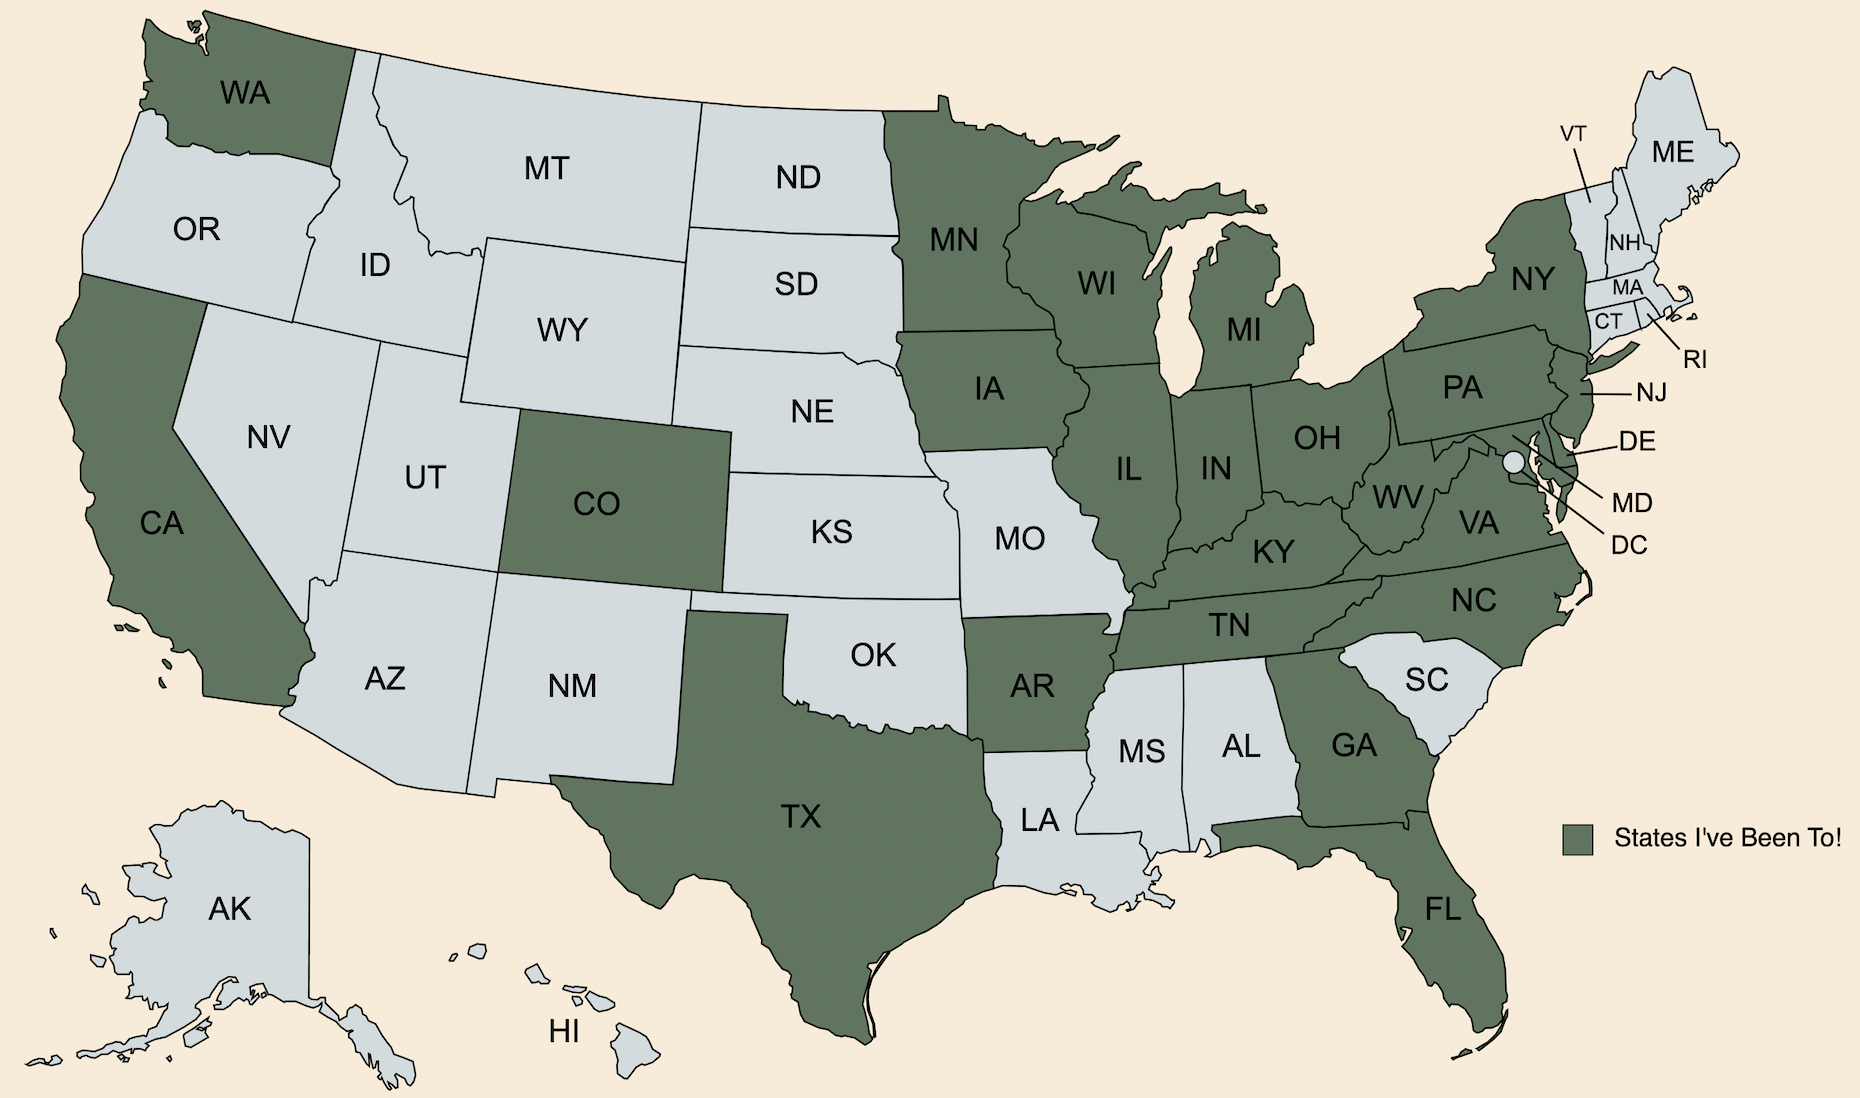 WA
VT
ME
MT
ND
OR
MN
NH
ID
NY
SD
WI
MA
CT
WY
MI
RI
IA
PA
NJ
NE
NV
OH
DE
IL
IN
UT
WV
CO
MD
CA
VA
KS
MO
DC
KY
NC
TN
OK
AZ
SC
NM
AR
MS
AL
GA
TX
LA
States I've Been To!
AK
FL
HI